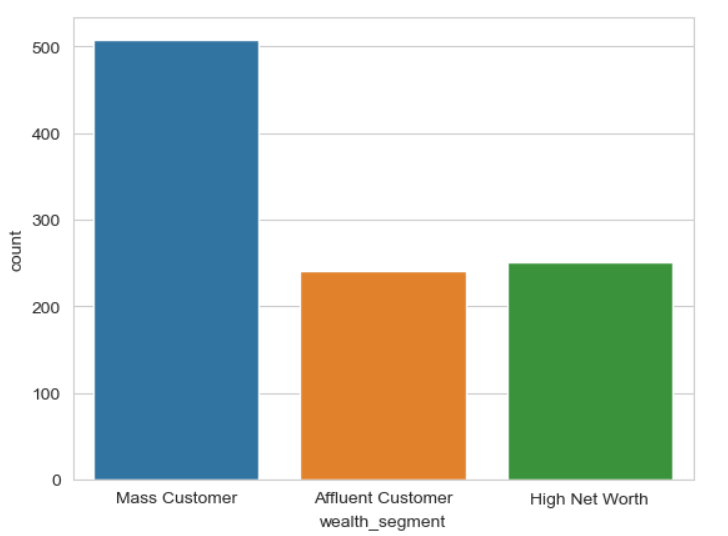 500
400
300
200
100
0
count
Mass Customer
Affluent Customer
High Net Worth
wealth_segment